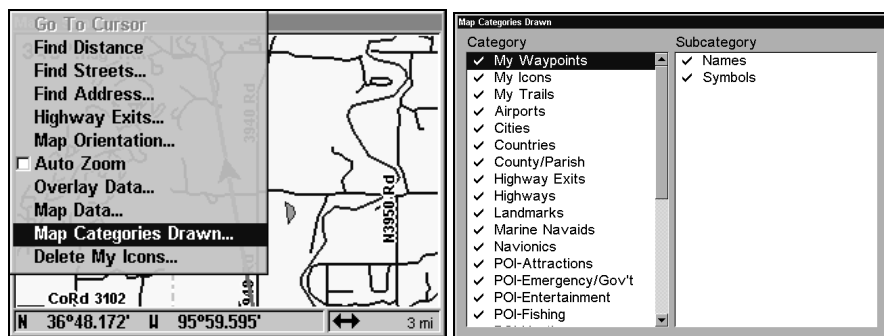 Go To Cursor
Find Distance
Find Streets...
Find Address...
Highway Exits...
Map Orientation...
Auto Zoom
Overlay Data...
Map Data...
Map Categories Drawn...
Delete My Icons...
3940 Rd
N3950 Rd
CoRd 3102
N 36°48.172' W 95°59.595'
3 mi
Map Categories Drawn
Category
My Waypoints
My Icons
My Trails
Airports
Cities
Countries
County/Parish
Highway Exits
Highways
Landmarks
Marine Navaids
Navionics
POI-Attractions
POI-Emergency/Gov't
POI-Entertainment
POI-Fishing
Subcategory
Names
Symbols